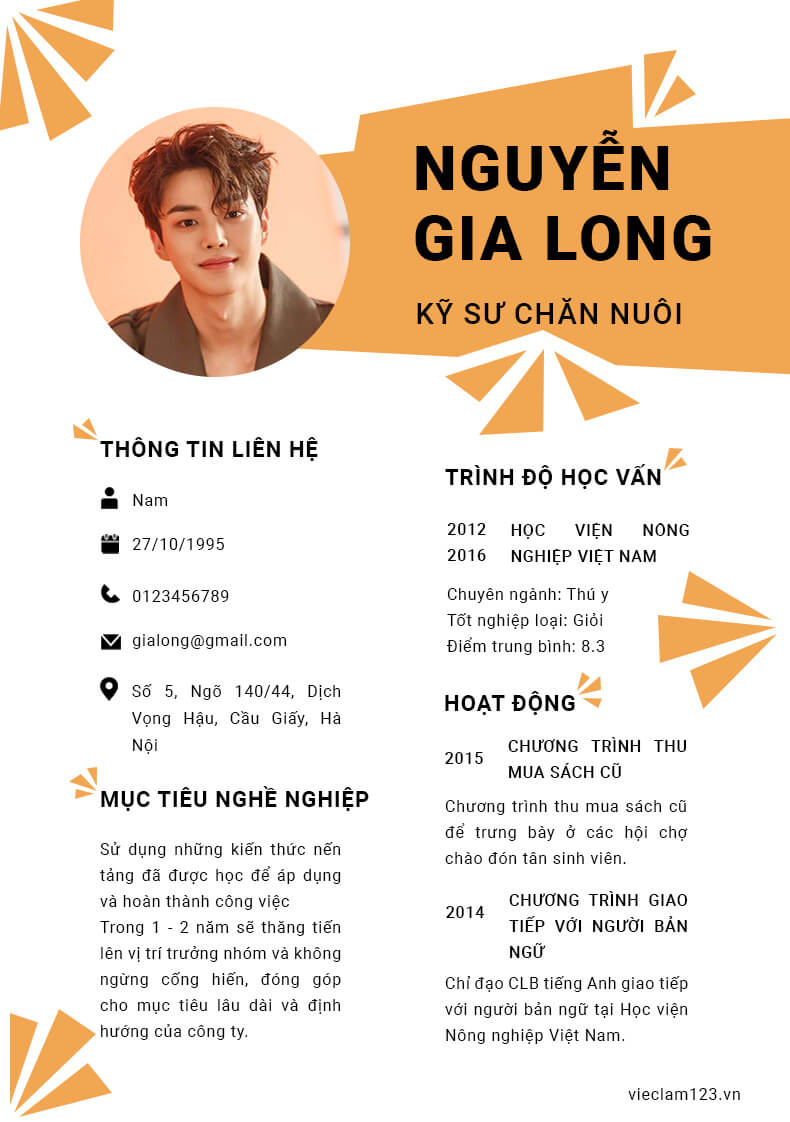 NGUYỄN
GIA LONG
KỸ SƯ CHĂN NUÔI
THÔNG TIN LIÊN HỆ
Nam
27/10/1995
0123456789
gialong@gmail.com
Số 5, Ngõ 140/44, Dịch
Vọng Hậu, Cầu Giấy, Hà
Nội
MỤC TIÊU NGHỀ NGHIỆP
Sử dụng những kiến thức nến
tảng đã được học để áp dụng
và hoàn thành công việc
Trong 1 - 2 năm sẽ thăng tiến
lên vị trí trưởng nhóm và không
ngừng cống hiến, đóng góp
cho mục tiêu lâu dài và định
hướng của công ty.
TRÌNH ĐỘ HỌC VẤN
2012 HỌC VIỆN NÔNG
2016 NGHIỆP VIỆT NAM
Chuyên ngành: Thú y
Tốt nghiệp loại: Giỏi
Điểm trung bình: 8.3
HOẠT ĐỘNG
2015
CHƯƠNG TRÌNH THU
MUA SÁCH CŨ
Chương trình thu mua sách cũ
để trưng bày ở các hội chợ
chào đón tân sinh viên.
2014
CHƯƠNG TRÌNH GIAO
TIẾP VỚI NGƯỜI BẢN
NGỮ
Chỉ đạo CLB tiếng Anh giao tiếp
với người bản ngữ tại Học viện
Nông nghiệp Việt Nam.
vieclam123.vn